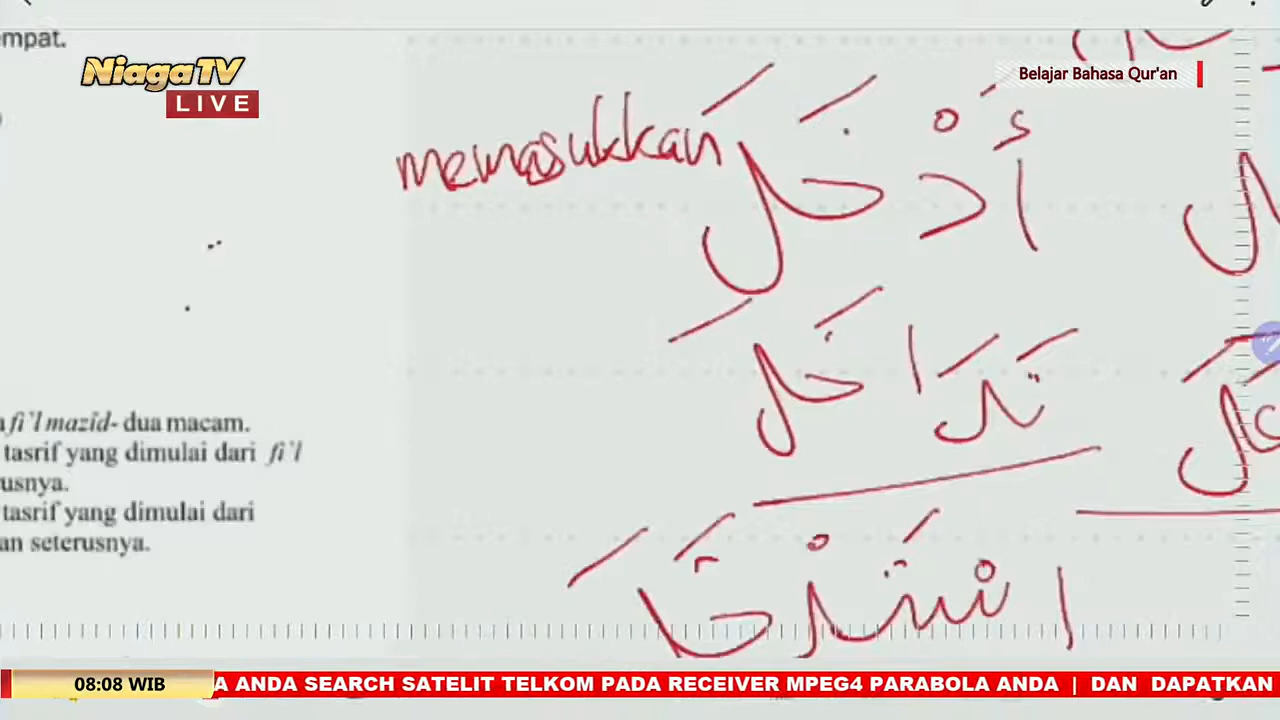 mpat.
NiagaTV
LIVE
Belajar Bahasa Qur'an
memasukkan
أَدْخَلَ
تَدَاخَلَ
a fi'l mazīd- dua macam.
tasrif yang dimulai dari fi'l
usnya.
tasrif yang dimulai dari
an seterusnya.
08:08 WIB
A ANDA SEARCH SATELIT TELKOM PADA RECEIVER MPEG4 PARABOLA ANDA | DAN DAPATKAN